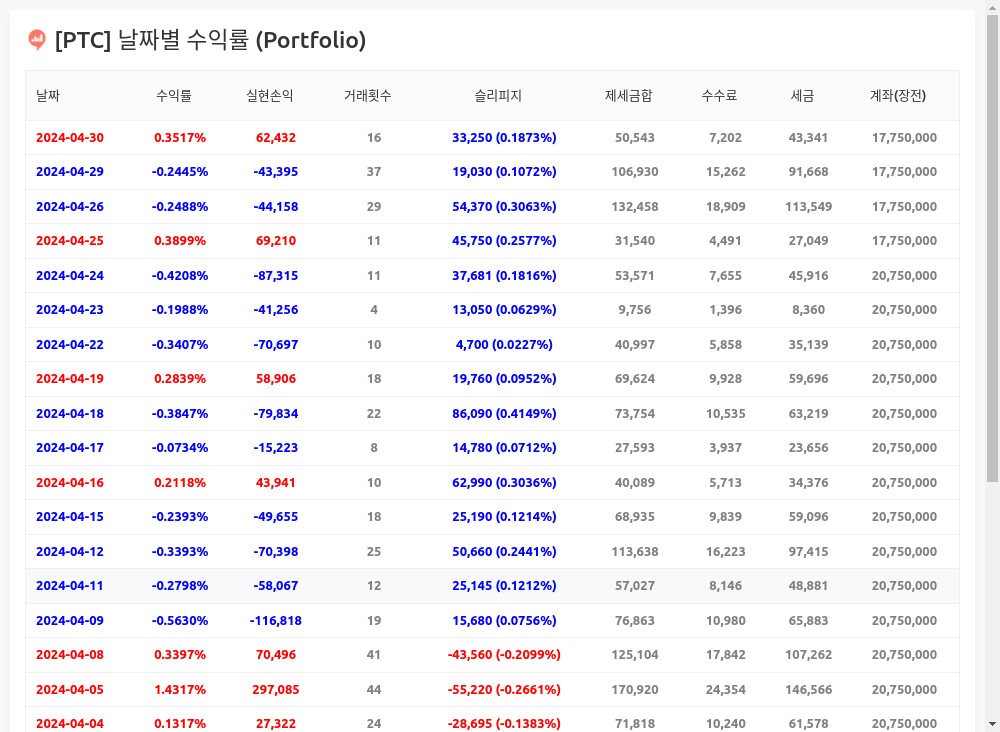 [PTC] 날짜별 수익률 (Portfolio)
날짜 수익률 실현손익 거래횟수 슬리피지 제세금합 수수료 세금 계좌(장전)
2024-04-30 0.3517% 62,432 16 33,250 (0.1873%) 50,543 7,202 43,341 17,750,000
2024-04-29 -0.2445% -43,395 37 19,030 (0.1072%) 106,930 15,262 91,668 17,750,000
2024-04-26 -0.2488% -44,158 29 54,370 (0.3063%) 132,458 18,909 113,549 17,750,000
2024-04-25 0.3899% 69,210 11 45,750 (0.2577%) 31,540 4,491 27,049 17,750,000
2024-04-24 -0.4208% -87,315 11 37,681 (0.1816%) 53,571 7,655 45,916 20,750,000
2024-04-23 -0.1988% -41,256 4 13,050 (0.0629%) 9,756 1,396 8,360 20,750,000
2024-04-22 -0.3407% -70,697 10 4,700 (0.0227%) 40,997 5,858 35,139 20,750,000
2024-04-19 0.2839% 58,906 18 19,760 (0.0952%) 69,624 9,928 59,696 20,750,000
2024-04-18 -0.3847% -79,834 22 86,090 (0.4149%) 73,754 10,535 63,219 20,750,000
2024-04-17 -0.0734% -15,223 8 14,780 (0.0712%) 27,593 3,937 23,656 20,750,000
2024-04-16 0.2118% 43,941 10 62,990 (0.3036%) 40,089 5,713 34,376 20,750,000
2024-04-15 -0.2393% -49,655 18 25,190 (0.1214%) 68,935 9,839 59,096 20,750,000
2024-04-12 -0.3393% -70,398 25 50,660 (0.2441%) 113,638 16,223 97,415 20,750,000
2024-04-11 -0.2798% -58,067 12 25,145 (0.1212%) 57,027 8,146 48,881 20,750,000
2024-04-09 -0.5630% -116,818 19 15,680 (0.0756%) 76,863 10,980 65,883 20,750,000
2024-04-08 0.3397% 70,496 41 -43,560 (-0.2099%) 125,104 17,842 107,262 20,750,000
2024-04-05 1.4317% 297,085 44 -55,220 (-0.2661%) 170,920 24,354 146,566 20,750,000
2024-04-04 0.1317% 27,322 24 -28,695 (-0.1383%) 71,818 10,240 61,578 20,750,000